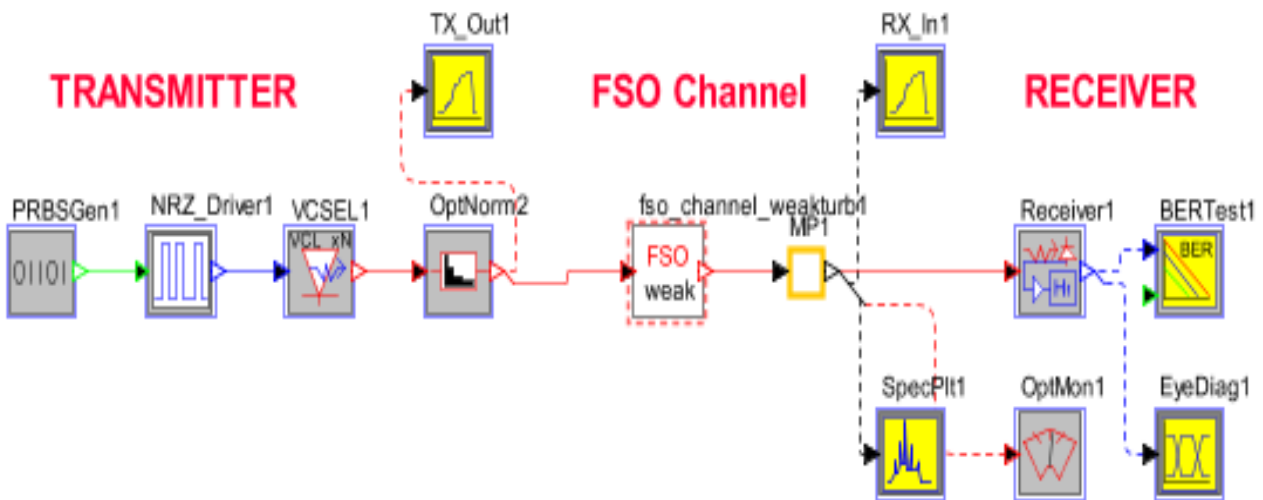 TX_Out1
RX_In1
TRANSMITTER
FSO Channel
RECEIVER
PRBSGen1
NRZ_Driver1
VCSEL1
OptNorm2
fso_channel_weakturb1
MP1
Receiver1
BERTest1
01101
VCL_xN
FSO
weak
BER
SpecPlt1
OptMon1
EyeDiag1